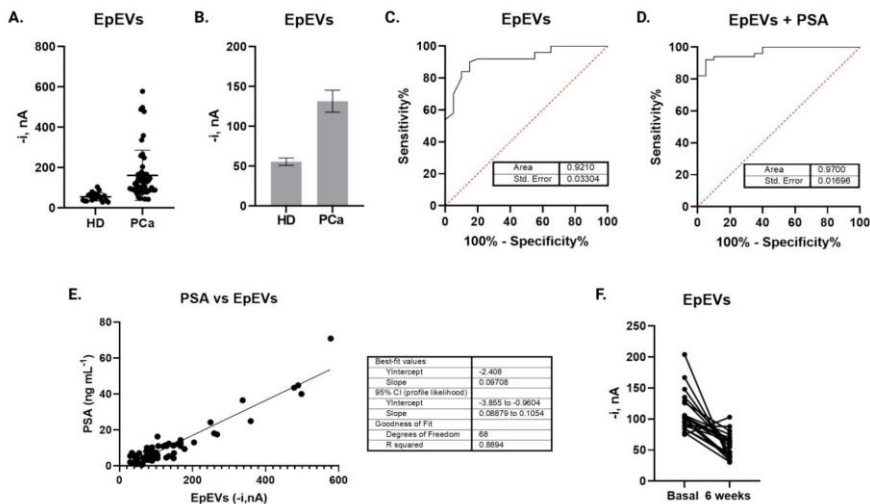 A.
EpEVs
-i, nA
800
600
400
200
0
HD PCa
B.
EpEVs
-i, nA
150
100
50
0
HD PCa
C.
EpEVs
Sensitivity%
100
80
60
40
20
0
0 20 40 60 80 100
100% - Specificity%
Area 0.9210
Std. Error 0.03304
D.
EpEVs + PSA
Sensitivity%
100
80
60
40
20
0
0 20 40 60 80 100
100% - Specificity%
Area 0.9700
Std. Error 0.01696
E.
PSA vs EpEVs
PSA (ng mL⁻¹)
80
60
40
20
0
0 200 400 600
EpEVs (-i,nA)
Best-fit values
YIntercept -2.408
Slope 0.09708
95% CI (profile likelihood)
YIntercept -3.855 to -0.9604
Slope 0.08879 to 0.1054
Goodness of Fit
Degrees of Freedom 68
R squared 0.8894
F.
EpEVs
-i, nA
250
200
150
100
50
0
Basal 6 weeks